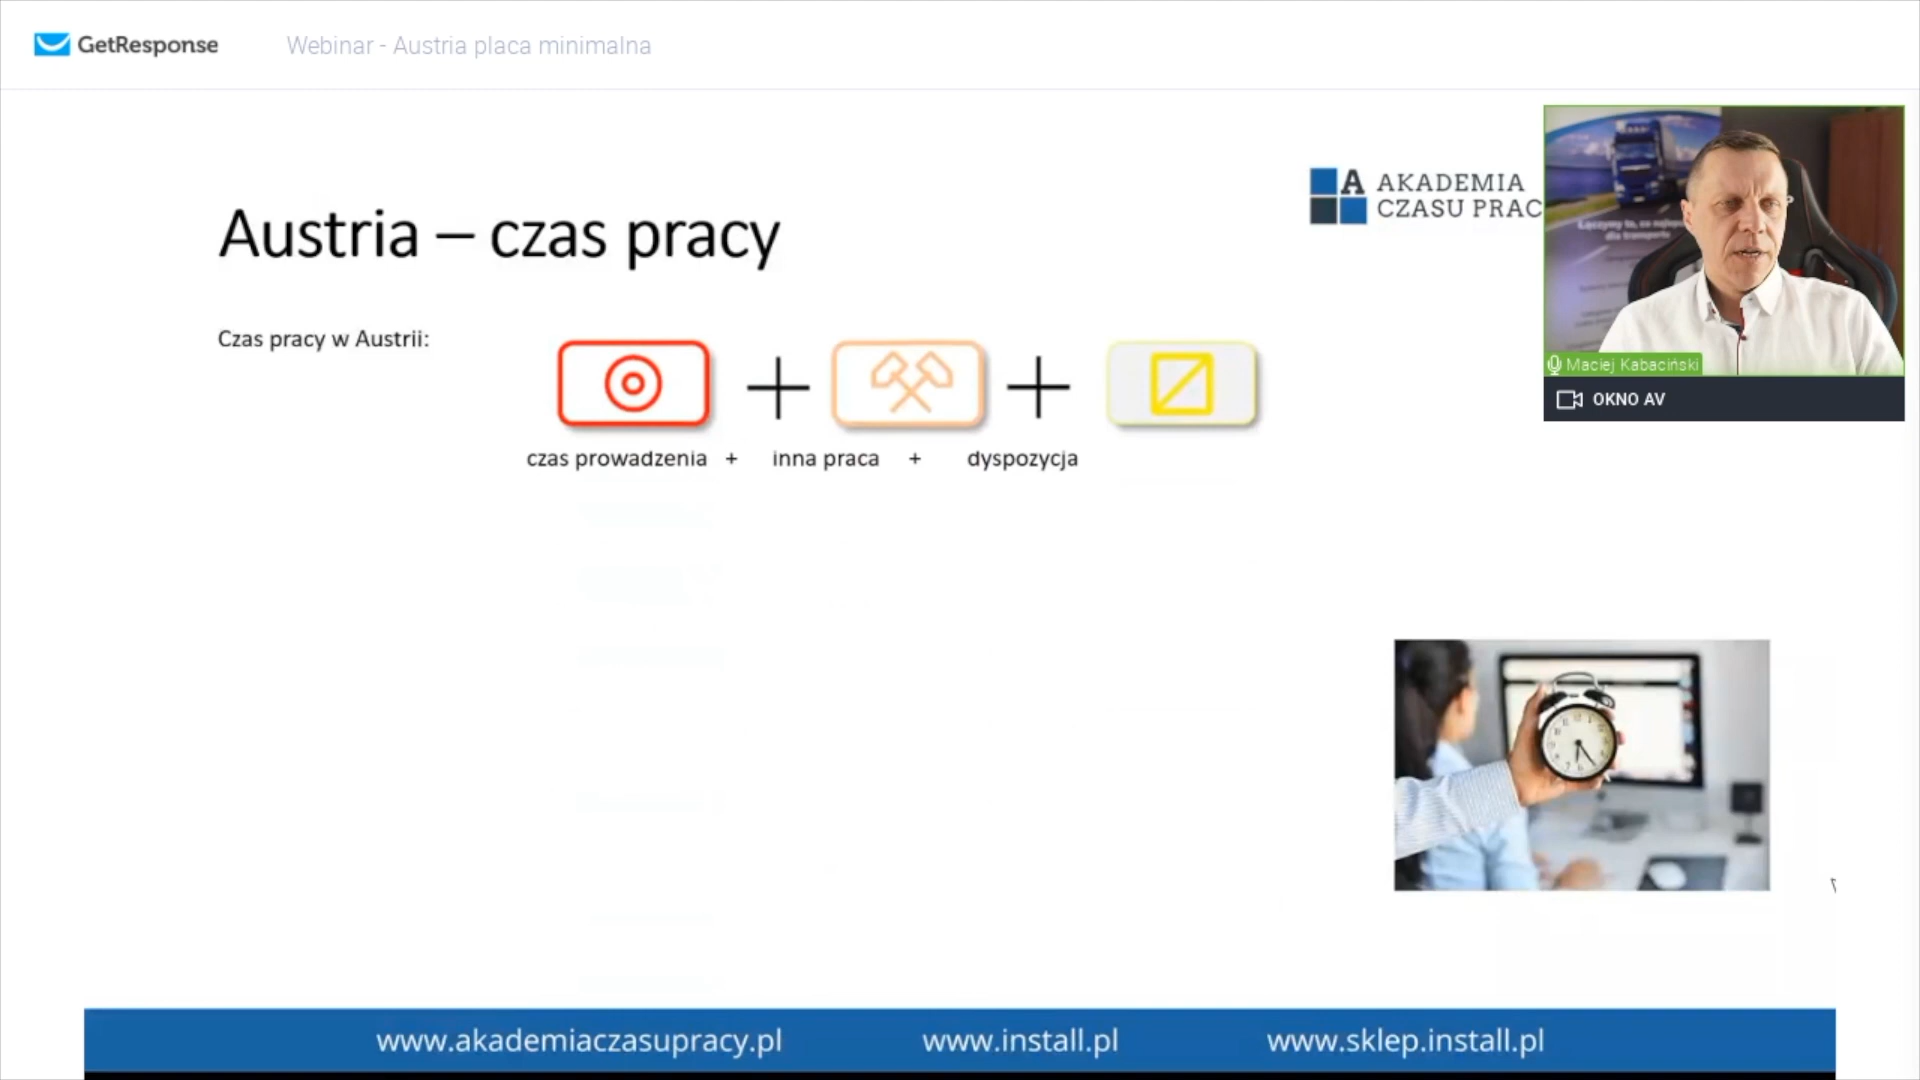 GetResponse
Webinar - Austria placa minimalna
AKADEMIA
CZASU PRAC
Austria – czas pracy
Czas pracy w Austrii:
czas prowadzenia + inna praca + dyspozycja
Maciej Kabaciński
OKNO AV
www.akademiaczasupracy.pl www.install.pl www.sklep.install.pl